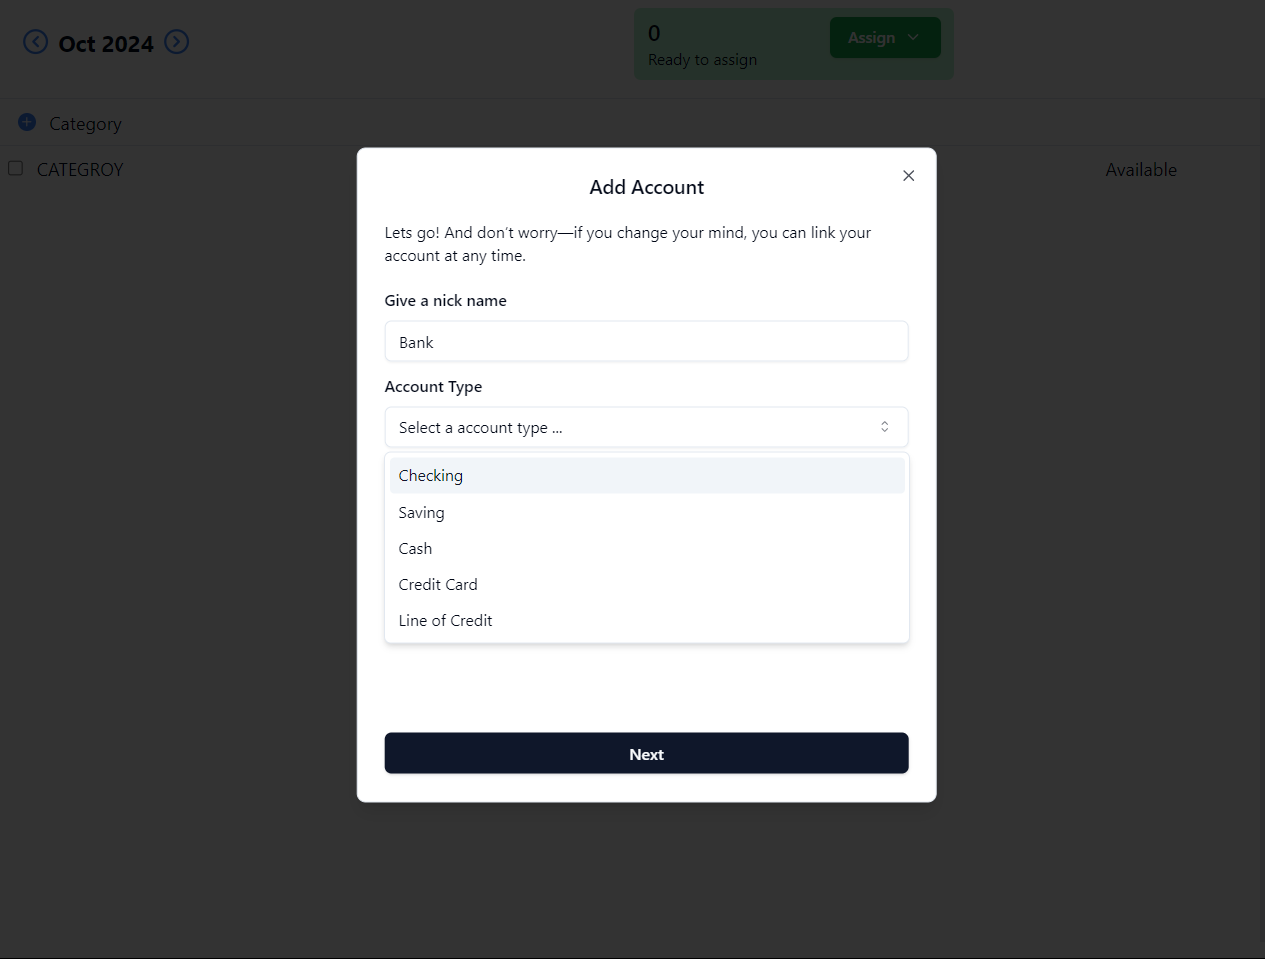 Oct 2024
0
Ready to assign
Assign
Category
CATEGROY
Available
Add Account
Lets go! And don’t worry—if you change your mind, you can link your
account at any time.
Give a nick name
Bank
Account Type
Select a account type ...
Checking
Saving
Cash
Credit Card
Line of Credit
Next